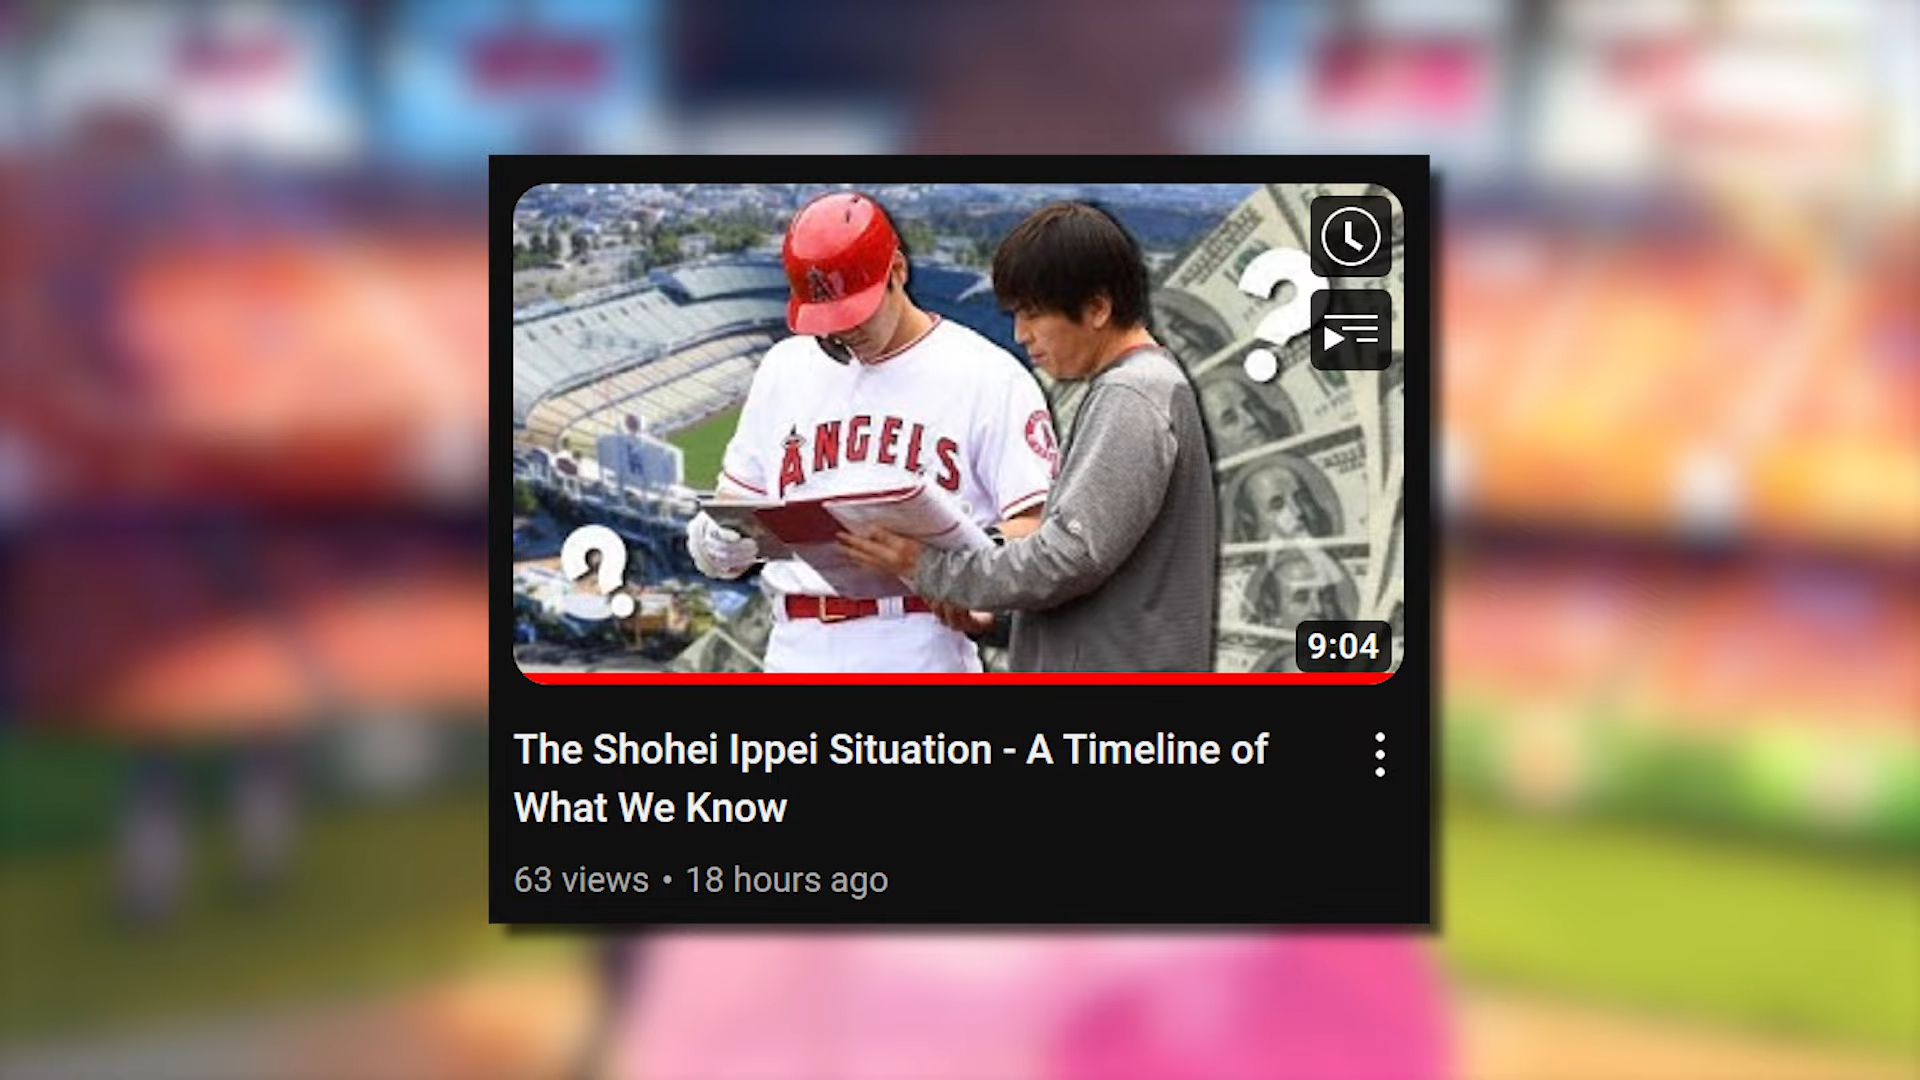 ANGELS
?
?
9:04
The Shohei Ippei Situation - A Timeline of
What We Know
63 views • 18 hours ago